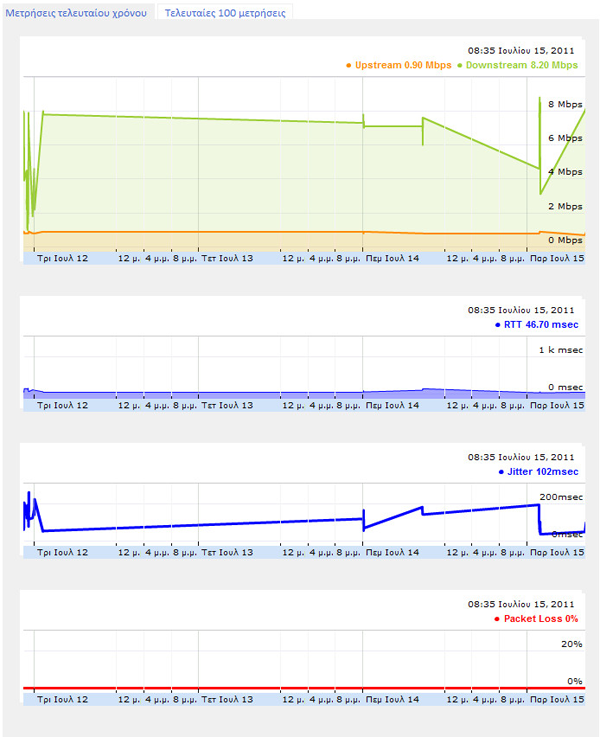 Μετρήσεις τελευταίου χρόνου Τελευταίες 100 μετρήσεις
08:35 Ιουλίου 15, 2011
Upstream 0.90 Mbps Downstream 8.20 Mbps
8 Mbps
6 Mbps
4 Mbps
2 Mbps
0 Mbps
Τρι Ιουλ 12 12 μ. 4 μ.μ. 8 μ.μ. Τετ Ιουλ 13 12 μ. 4 μ.μ. 8 μ.μ. Πεμ Ιουλ 14 12 μ. 4 μ.μ. 8 μ.μ. Παρ Ιουλ 15
08:35 Ιουλίου 15, 2011
RTT 46.70 msec
1 k msec
0 msec
Τρι Ιουλ 12 12 μ. 4 μ.μ. 8 μ.μ. Τετ Ιουλ 13 12 μ. 4 μ.μ. 8 μ.μ. Πεμ Ιουλ 14 12 μ. 4 μ.μ. 8 μ.μ. Παρ Ιουλ 15
08:35 Ιουλίου 15, 2011
Jitter 102msec
200msec
0msec
Τρι Ιουλ 12 12 μ. 4 μ.μ. 8 μ.μ. Τετ Ιουλ 13 12 μ. 4 μ.μ. 8 μ.μ. Πεμ Ιουλ 14 12 μ. 4 μ.μ. 8 μ.μ. Παρ Ιουλ 15
08:35 Ιουλίου 15, 2011
Packet Loss 0%
20%
0%
Τρι Ιουλ 12 12 μ. 4 μ.μ. 8 μ.μ. Τετ Ιουλ 13 12 μ. 4 μ.μ. 8 μ.μ. Πεμ Ιουλ 14 12 μ. 4 μ.μ. 8 μ.μ. Παρ Ιουλ 15